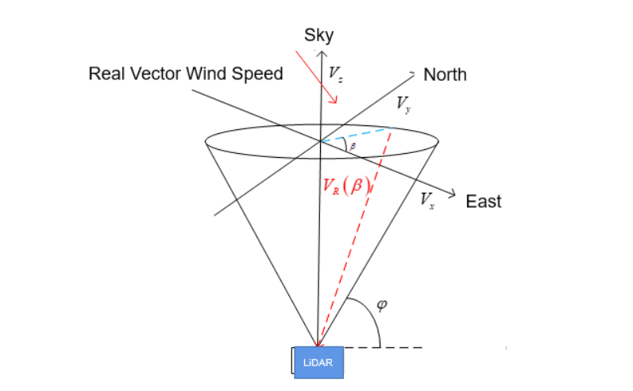 Sky
Real Vector Wind Speed
V_z
North
V_y
β
V_R(β)
V_x
East
φ
LiDAR